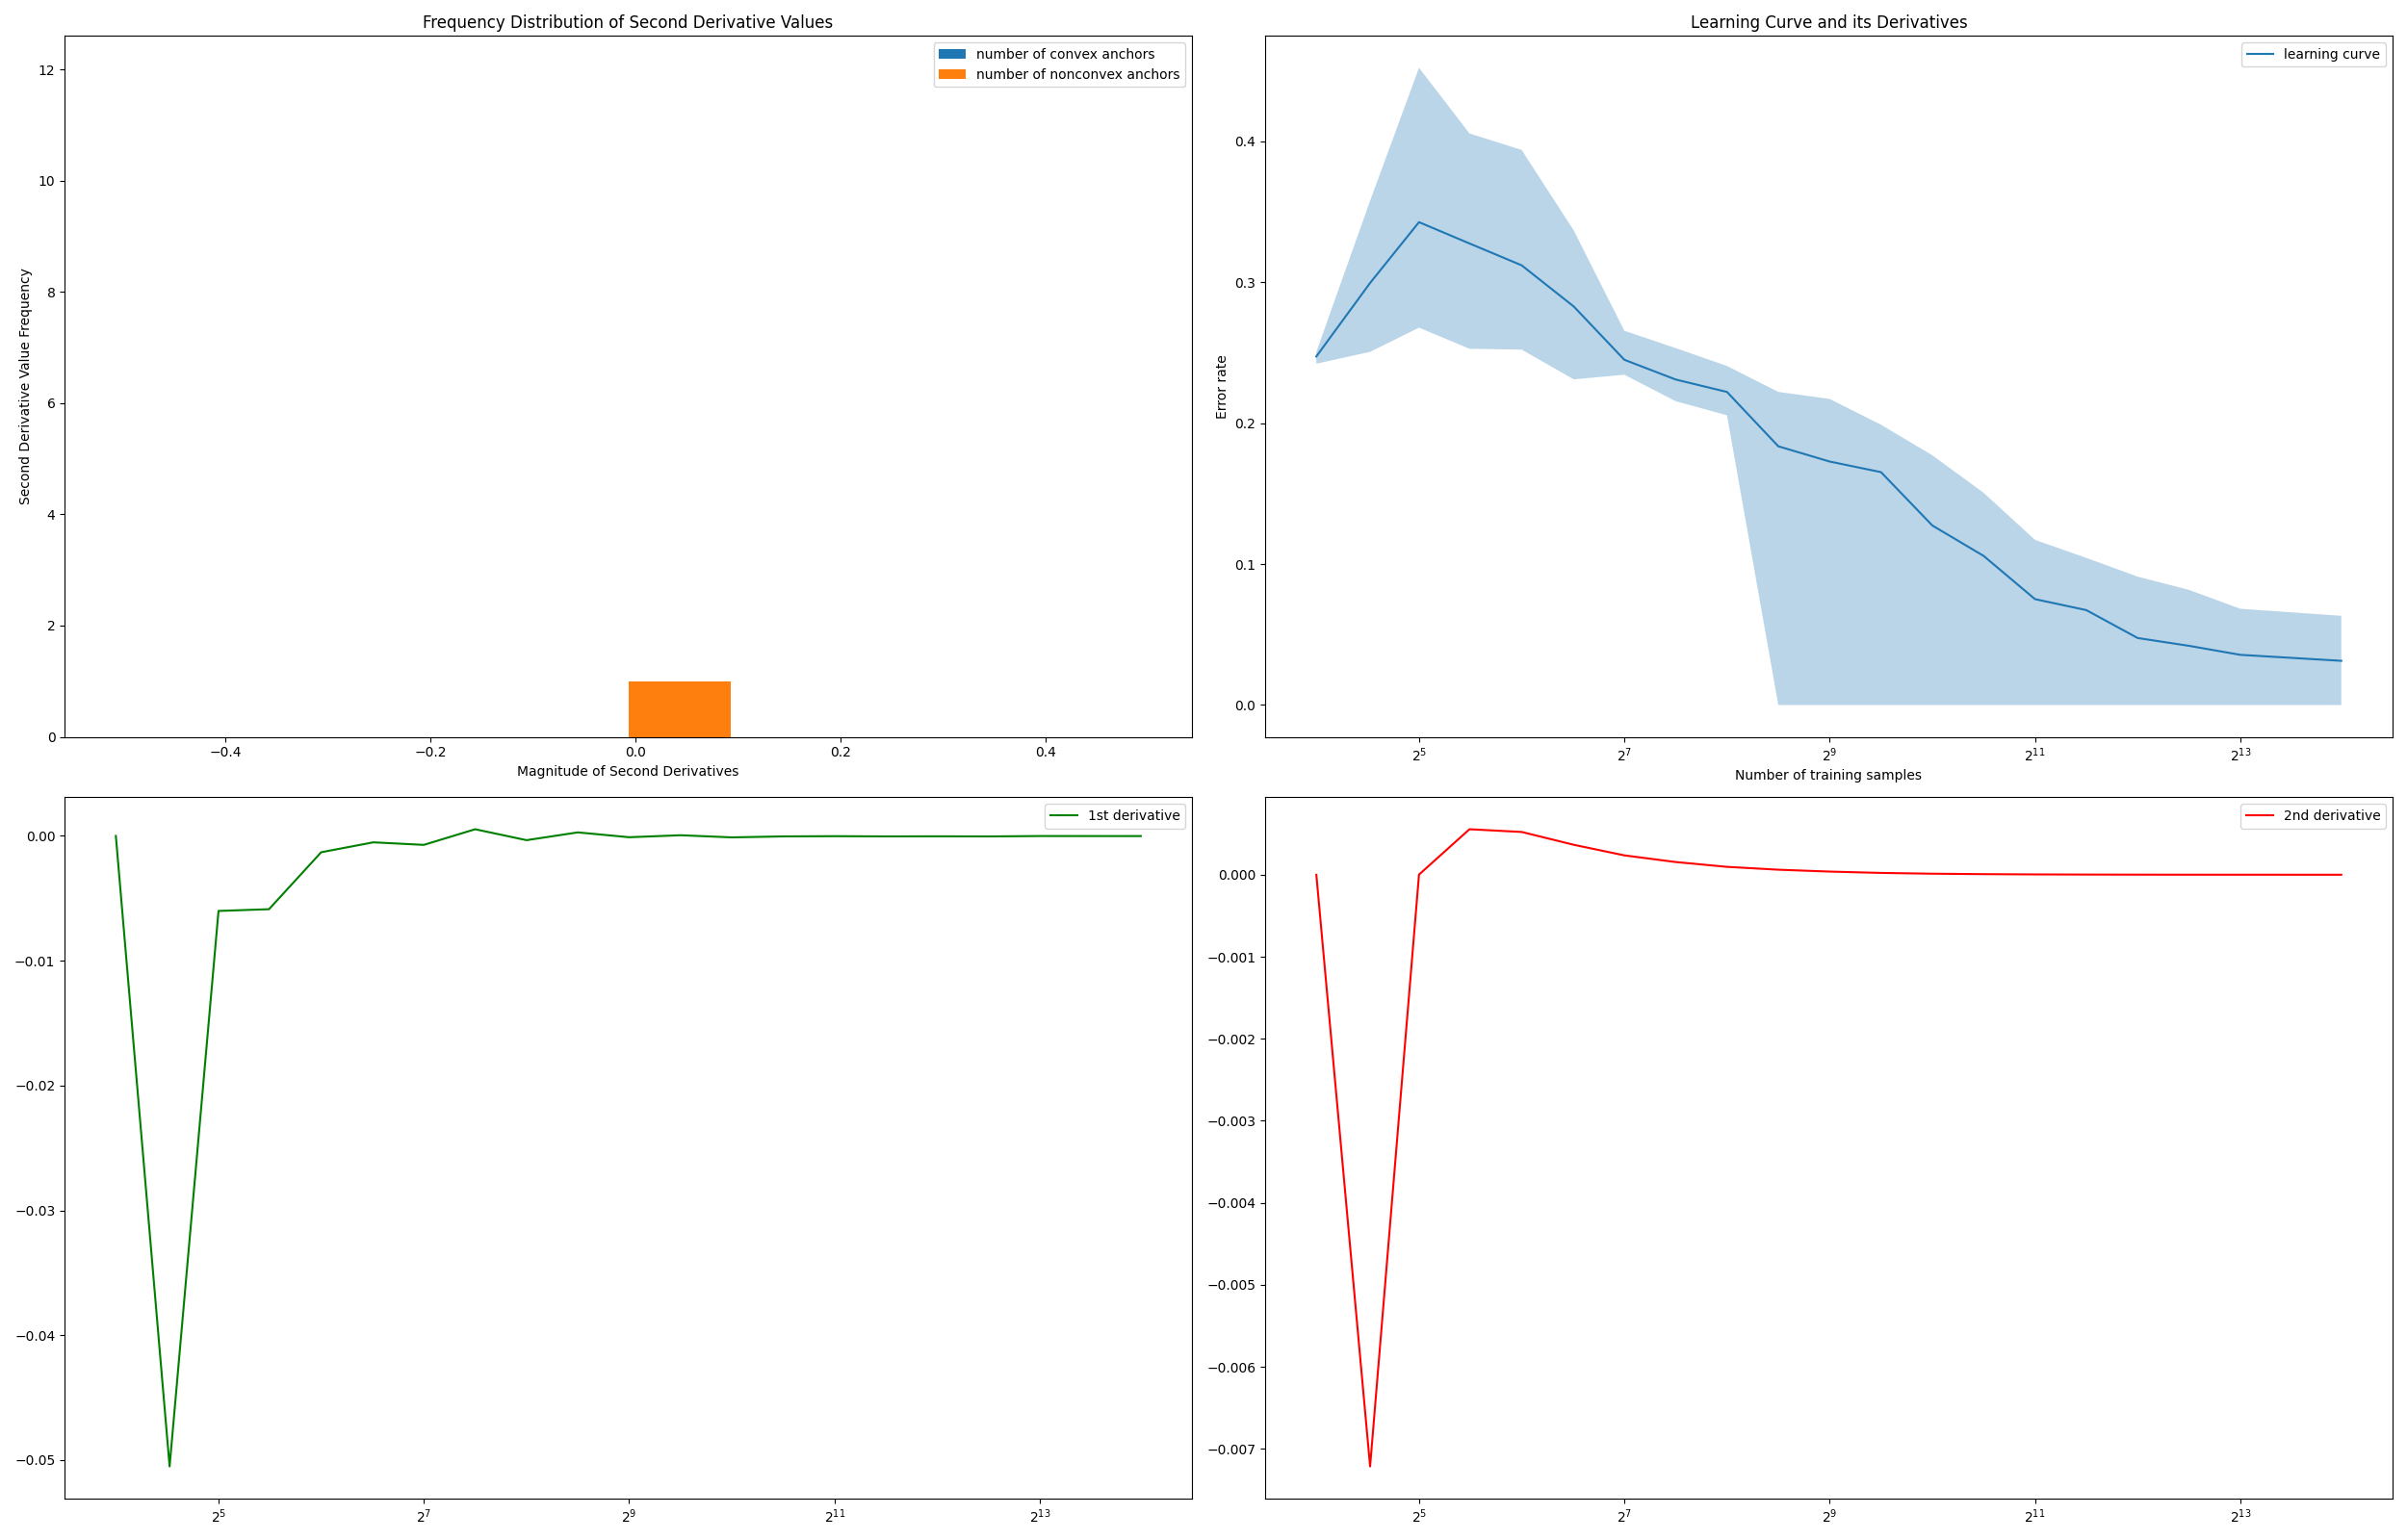 Frequency Distribution of Second Derivative Values
number of convex anchors
number of nonconvex anchors
Second Derivative Value Frequency
12
10
8
6
4
2
0
−0.4 −0.2 0.0 0.2 0.4
Magnitude of Second Derivatives
Learning Curve and its Derivatives
learning curve
Error rate
0.4
0.3
0.2
0.1
0.0
2^5 2^7 2^9 2^11 2^13
Number of training samples
1st derivative
0.00
−0.01
−0.02
−0.03
−0.04
−0.05
2^5 2^7 2^9 2^11 2^13
2nd derivative
0.000
−0.001
−0.002
−0.003
−0.004
−0.005
−0.006
−0.007
2^5 2^7 2^9 2^11 2^13